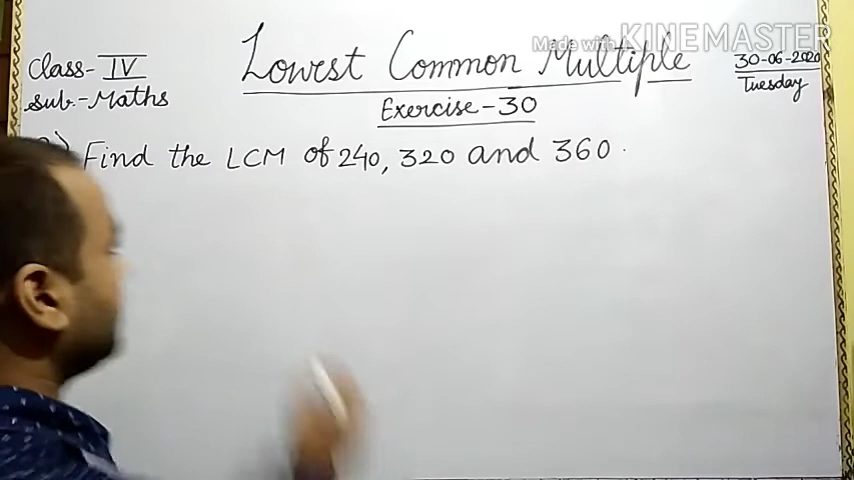 Made with KINEMASTER
Class-IV
Lowest Common Multiple
30-06-2020
Sub.-Maths
Tuesday
Exercise-30
Find the LCM of 240, 320 and 360.